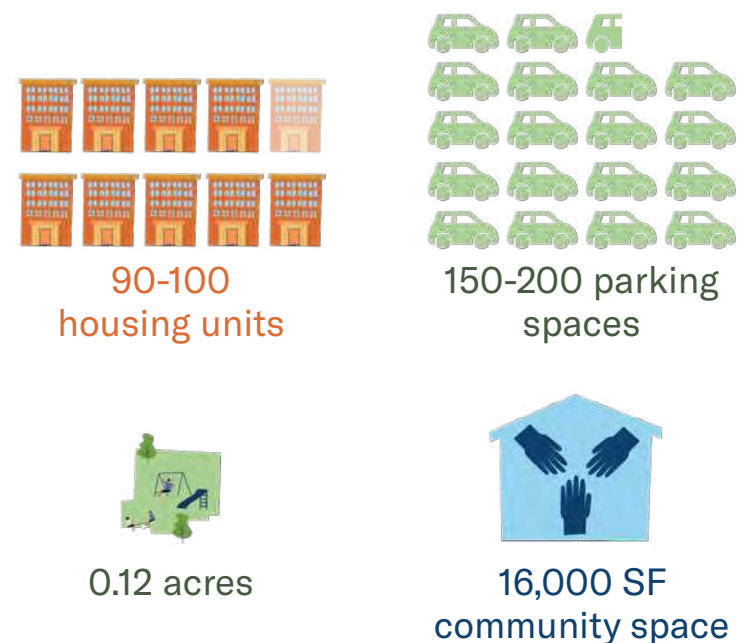 90-100
housing units
150-200 parking
spaces
0.12 acres
16,000 SF
community space